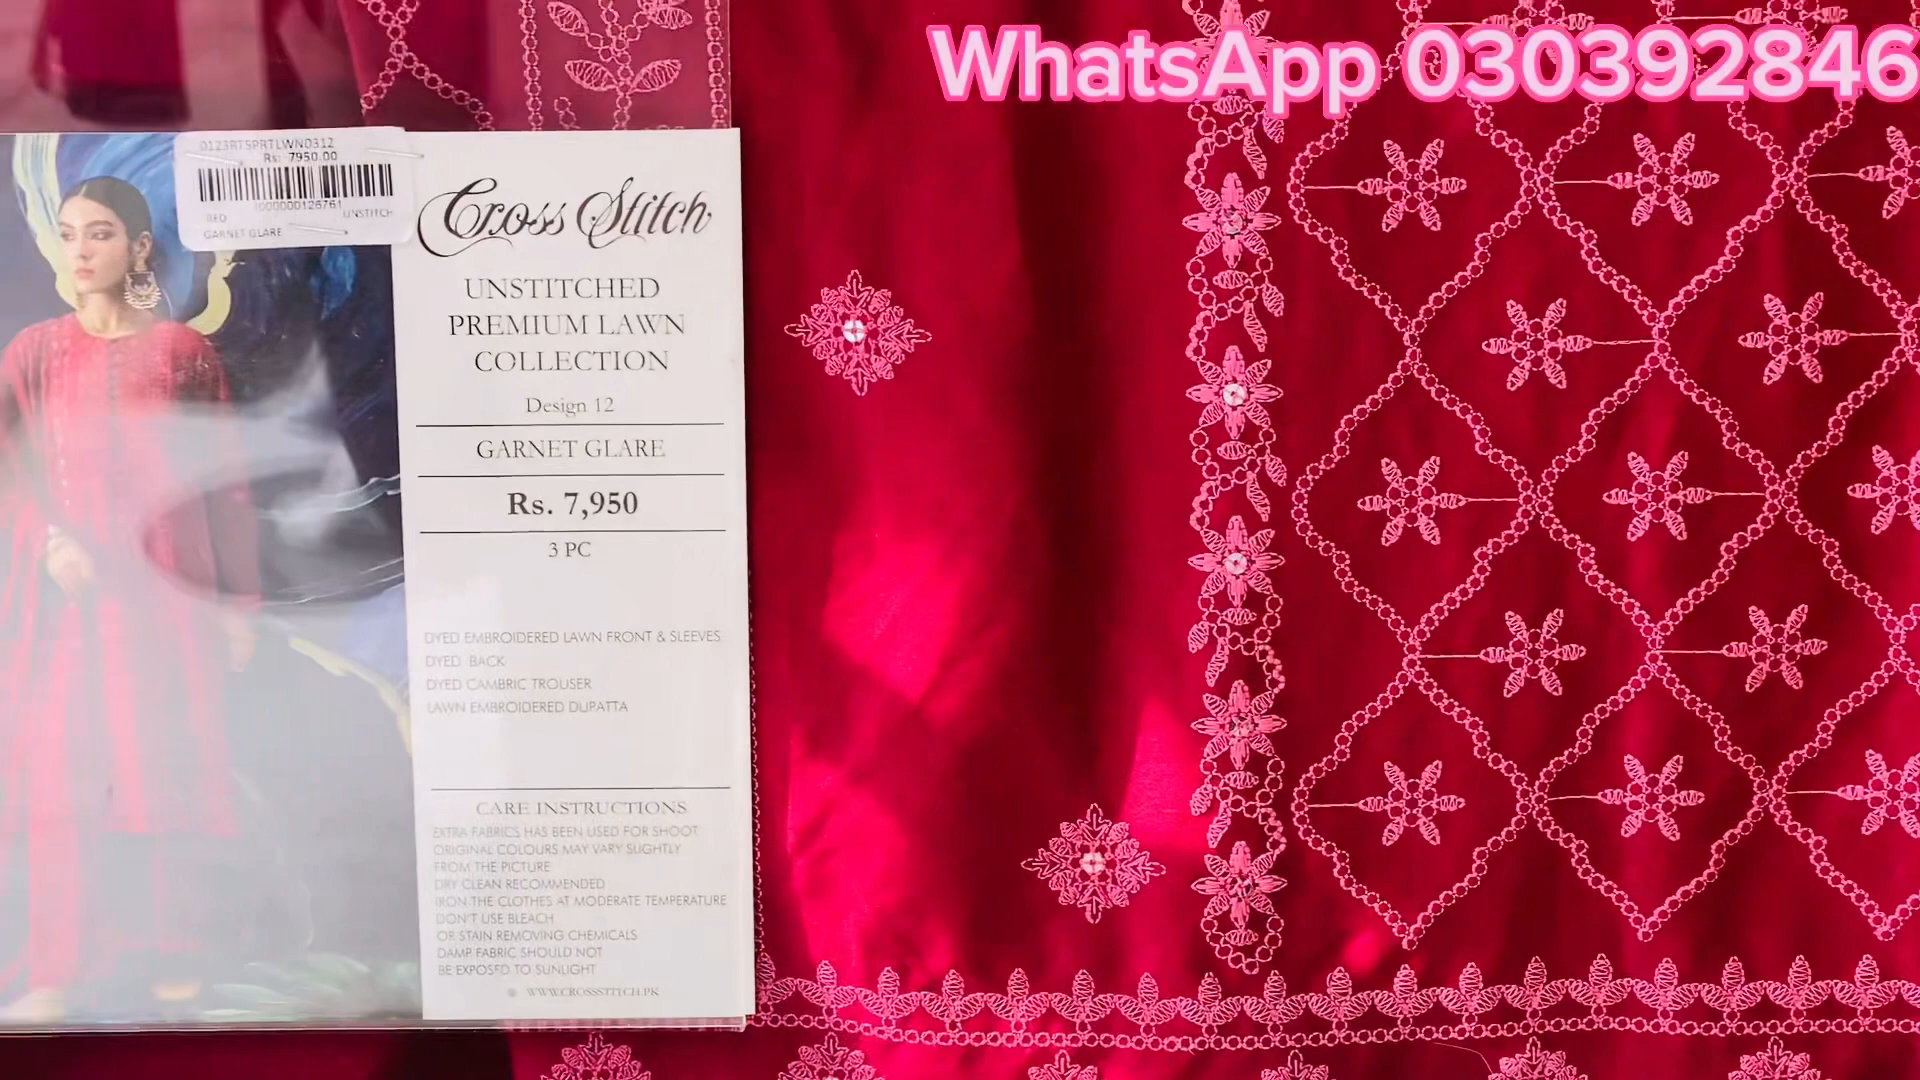 WhatsApp 030392846
0123RTSPRTLWN0312
Rs: 7950.00
1000000126761
RED
UNSTITCH
GARNET GLARE
Cross Stitch
UNSTITCHED
PREMIUM LAWN
COLLECTION
Design 12
GARNET GLARE
Rs. 7,950
3 PC
DYED EMBROIDERED LAWN FRONT & SLEEVES
DYED BACK
DYED CAMBRIC TROUSER
LAWN EMBROIDERED DUPATTA
CARE INSTRUCTIONS
EXTRA FABRICS HAS BEEN USED FOR SHOOT
ORIGINAL COLOURS MAY VARY SLIGHTLY
FROM THE PICTURE
DRY CLEAN RECOMMENDED
IRON THE CLOTHES AT MODERATE TEMPERATURE
DON'T USE BLEACH
OR STAIN REMOVING CHEMICALS
DAMP FABRIC SHOULD NOT
BE EXPOSED TO SUNLIGHT
WWW.CROSSSTITCH.PK